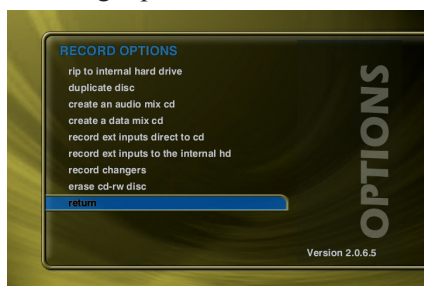 RECORD OPTIONS
rip to internal hard drive
duplicate disc
create an audio mix cd
create a data mix cd
record ext inputs direct to cd
record ext inputs to the internal hd
record changers
erase cd-rw disc
return
OPTIONS
Version 2.0.6.5